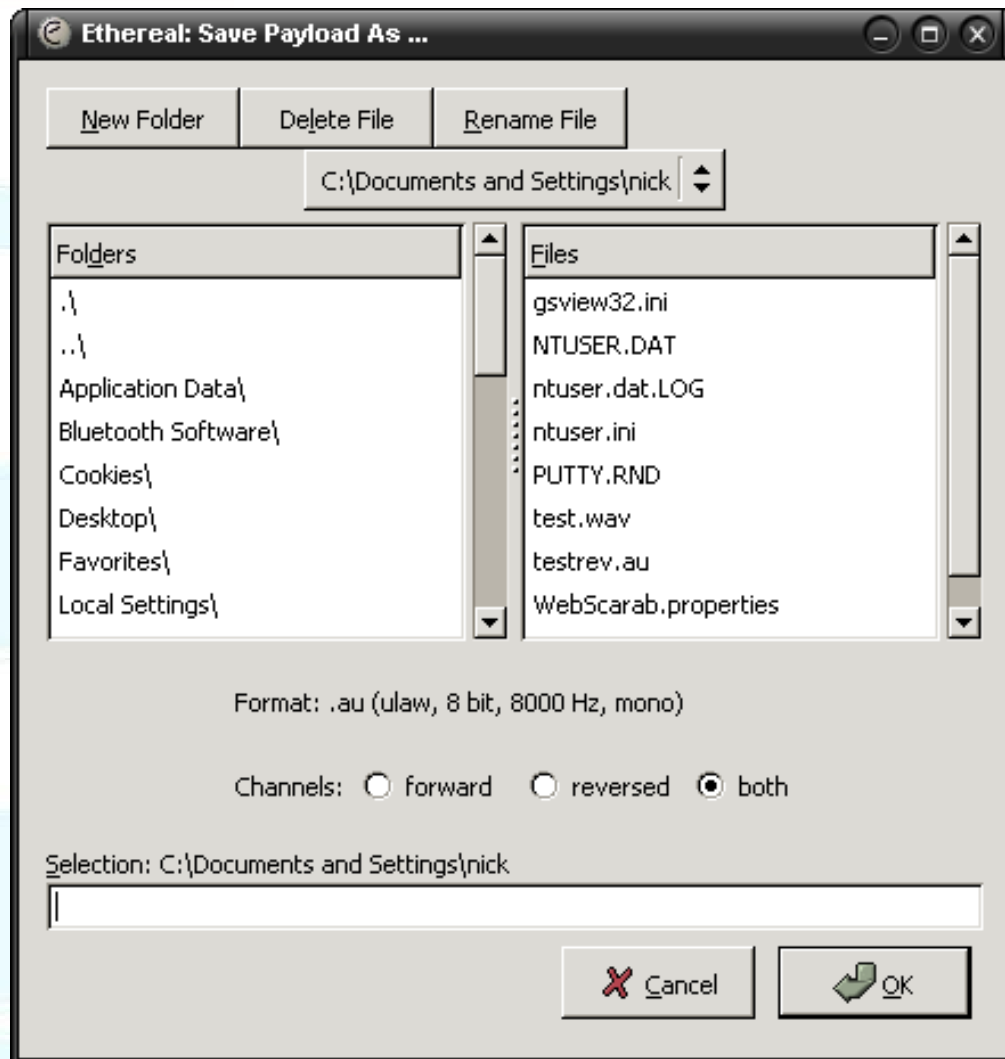 Ethereal: Save Payload As ...
New Folder
Delete File
Rename File
C:\Documents and Settings\nick
Folders
.\
..\
Application Data\
Bluetooth Software\
Cookies\
Desktop\
Favorites\
Local Settings\
Files
gsview32.ini
NTUSER.DAT
ntuser.dat.LOG
ntuser.ini
PUTTY.RND
test.wav
testrev.au
WebScarab.properties
Format: .au (ulaw, 8 bit, 8000 Hz, mono)
Channels: forward reversed both
Selection: C:\Documents and Settings\nick
Cancel
OK